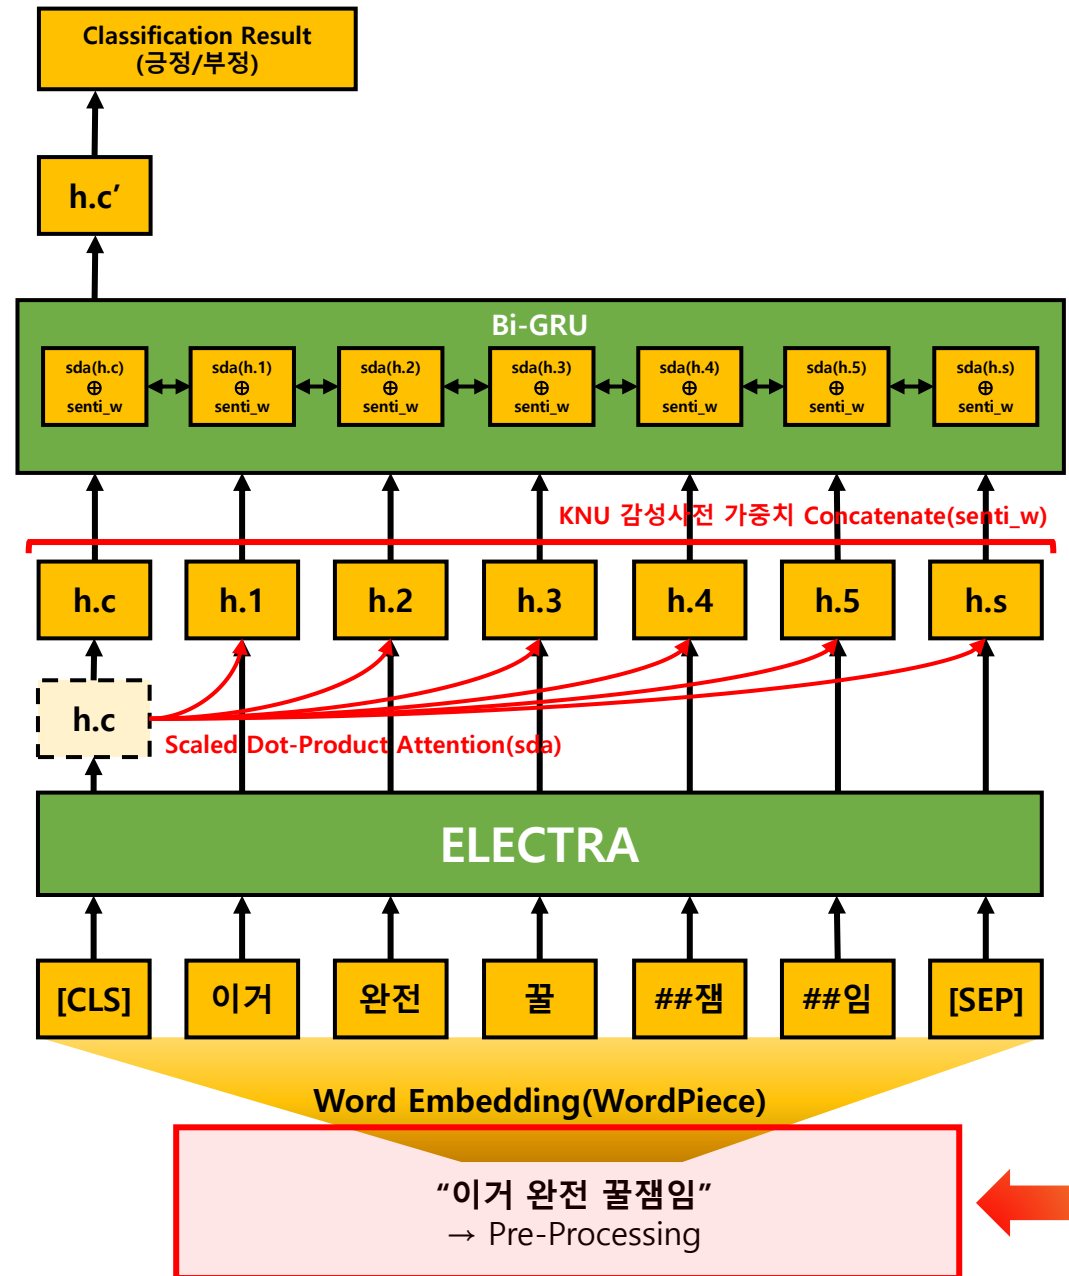 Classification Result
(긍정/부정)
h.c’
Bi-GRU
sda(h.c)
⊕
senti_w
sda(h.1)
⊕
senti_w
sda(h.2)
⊕
senti_w
sda(h.3)
⊕
senti_w
sda(h.4)
⊕
senti_w
sda(h.5)
⊕
senti_w
sda(h.s)
⊕
senti_w
KNU 감성사전 가중치 Concatenate(senti_w)
h.c
h.1
h.2
h.3
h.4
h.5
h.s
h.c
Scaled Dot-Product Attention(sda)
ELECTRA
[CLS]
이거
완전
꿀
##잼
##임
[SEP]
Word Embedding(WordPiece)
“이거 완전 꿀잼임”
→ Pre-Processing